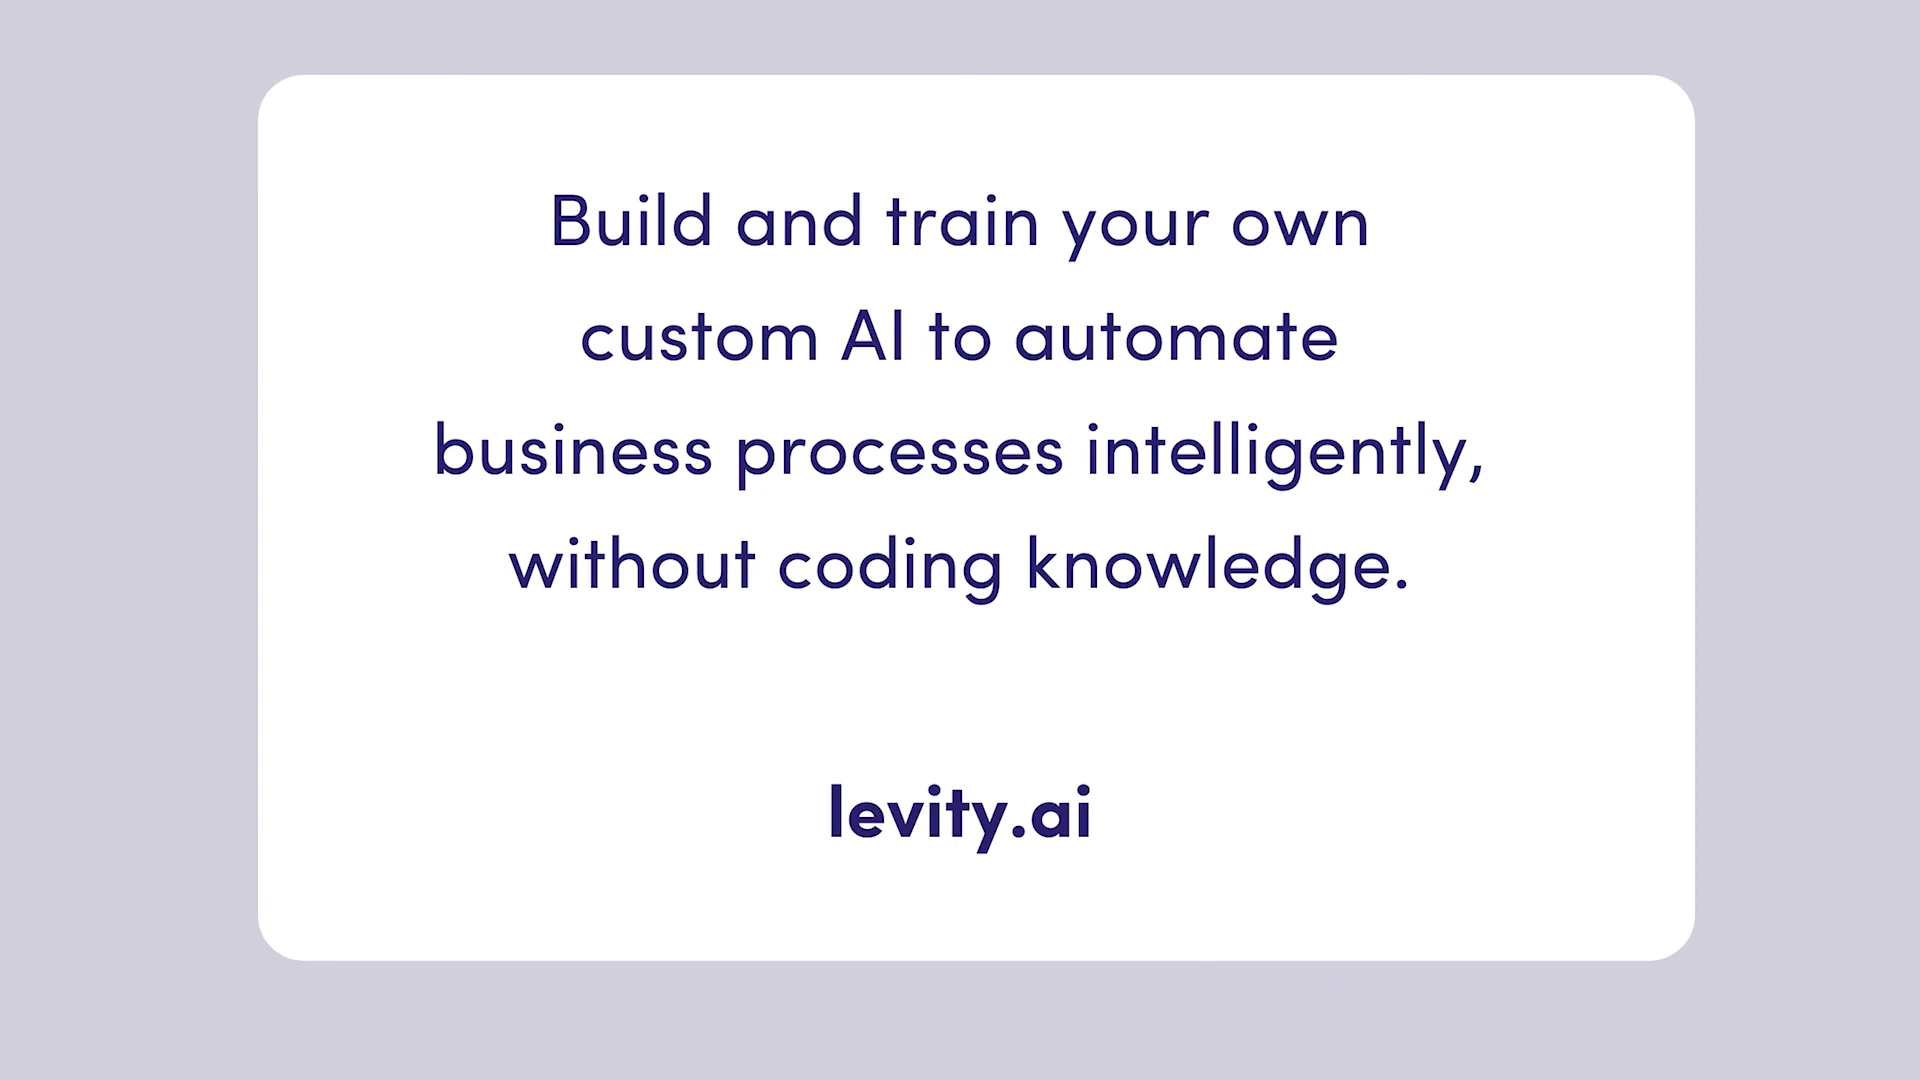 Build and train your own
custom AI to automate
business processes intelligently,
without coding knowledge.
levity.ai